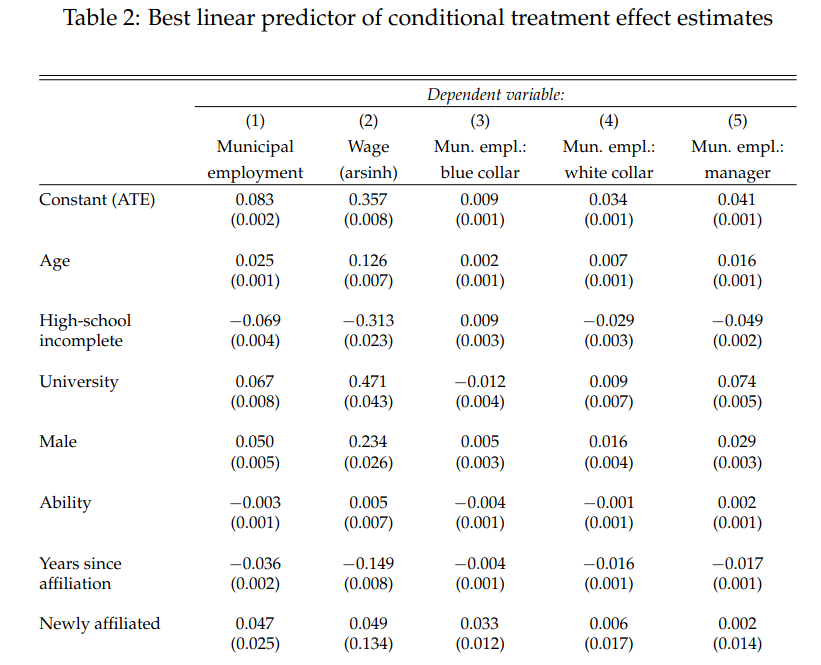 Table 2: Best linear predictor of conditional treatment effect estimates
Dependent variable:
(1) (2) (3) (4) (5)
Municipal Wage Mun. empl.: Mun. empl.: Mun. empl.:
employment (arsinh) blue collar white collar manager
Constant (ATE) 0.083 0.357 0.009 0.034 0.041
(0.002) (0.008) (0.001) (0.001) (0.001)
Age 0.025 0.126 0.002 0.007 0.016
(0.001) (0.007) (0.001) (0.001) (0.001)
High-school −0.069 −0.313 0.009 −0.029 −0.049
incomplete (0.004) (0.023) (0.003) (0.003) (0.002)
University 0.067 0.471 −0.012 0.009 0.074
(0.008) (0.043) (0.004) (0.007) (0.005)
Male 0.050 0.234 0.005 0.016 0.029
(0.005) (0.026) (0.003) (0.004) (0.003)
Ability −0.003 0.005 −0.004 −0.001 0.002
(0.001) (0.007) (0.001) (0.001) (0.001)
Years since −0.036 −0.149 −0.004 −0.016 −0.017
affiliation (0.002) (0.008) (0.001) (0.001) (0.001)
Newly affiliated 0.047 0.049 0.033 0.006 0.002
(0.025) (0.134) (0.012) (0.017) (0.014)